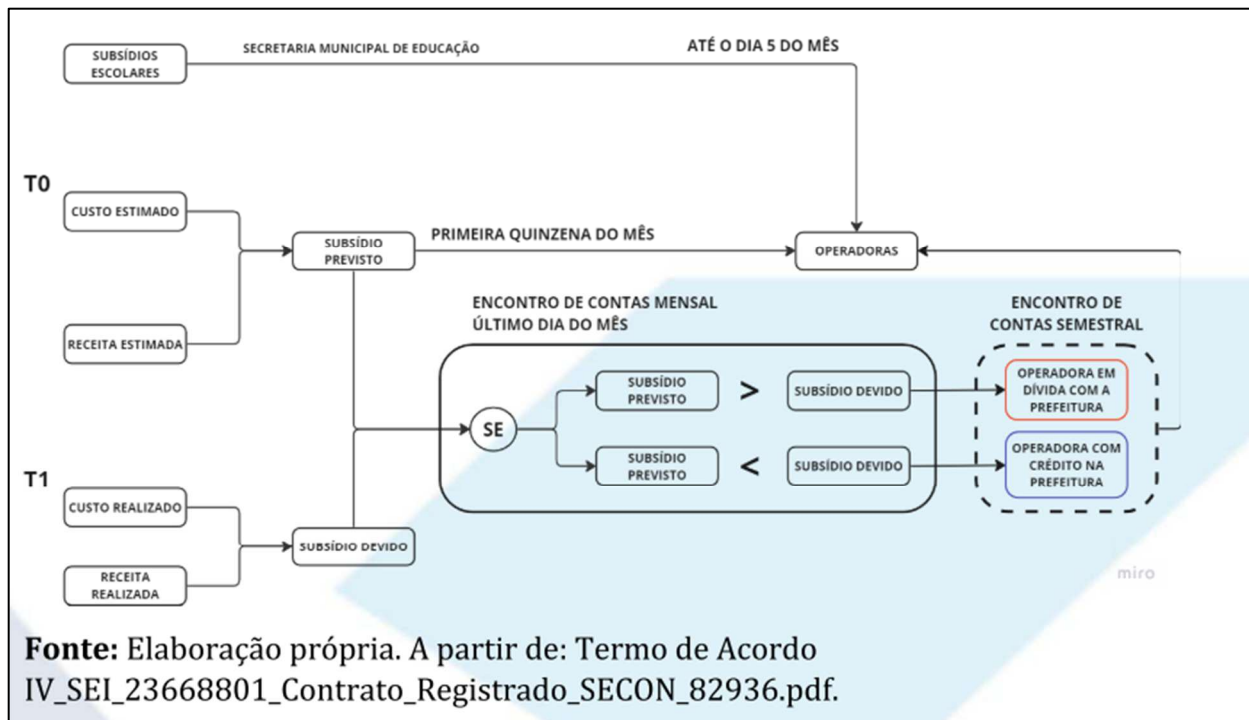 SUBSÍDIOS
ESCOLARES
SECRETARIA MUNICIPAL DE EDUCAÇÃO
ATÉ O DIA 5 DO MÊS
T0
CUSTO ESTIMADO
RECEITA ESTIMADA
SUBSÍDIO
PREVISTO
PRIMEIRA QUINZENA DO MÊS
OPERADORAS
ENCONTRO DE CONTAS MENSAL
ÚLTIMO DIA DO MÊS
SE
SUBSÍDIO
PREVISTO
>
SUBSÍDIO DEVIDO
SUBSÍDIO
PREVISTO
<
SUBSÍDIO DEVIDO
ENCONTRO DE
CONTAS SEMESTRAL
OPERADORA EM
DÍVIDA COM A
PREFEITURA
OPERADORA COM
CRÉDITO NA
PREFEITURA
T1
CUSTO REALIZADO
RECEITA
REALIZADA
SUBSÍDIO DEVIDO
miro
Fonte: Elaboração própria. A partir de: Termo de Acordo
IV_SEI_23668801_Contrato_Registrado_SECON_82936.pdf.